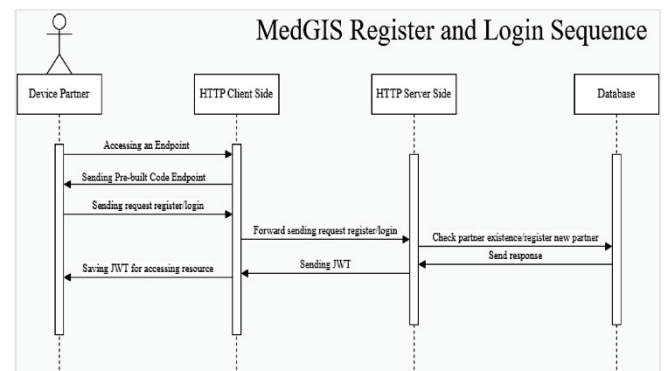 MedGIS Register and Login Sequence
Device Partner
HTTP Client Side
HTTP Server Side
Database
Accessing an Endpoint
Sending Pre-built Code Endpoint
Sending request register/login
Forward sending request register/login
Check partner existence/register new partner
Send response
Sending JWT
Saving JWT for accessing resource